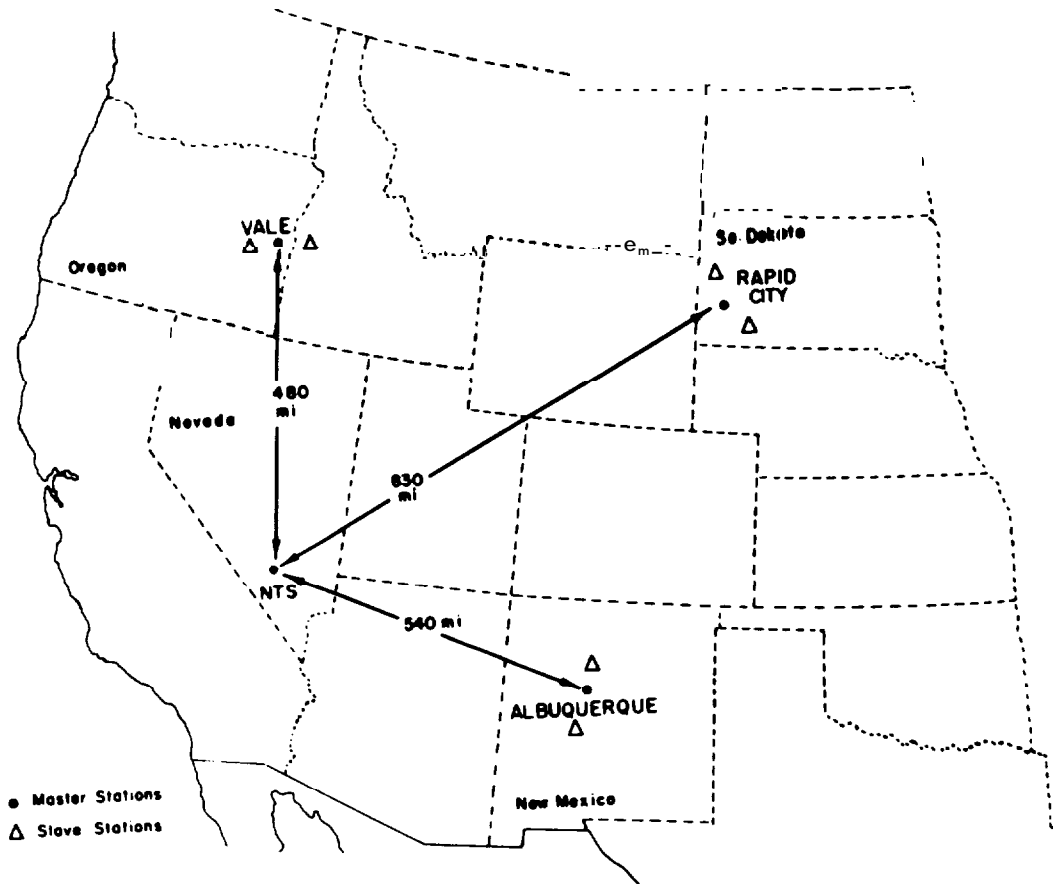 VALE
Oregon
So. Dakota
RAPID
CITY
480
mi
Nevada
830
mi
NTS
540 mi
ALBUQUERQUE
New Mexico
Master Stations
Slave Stations